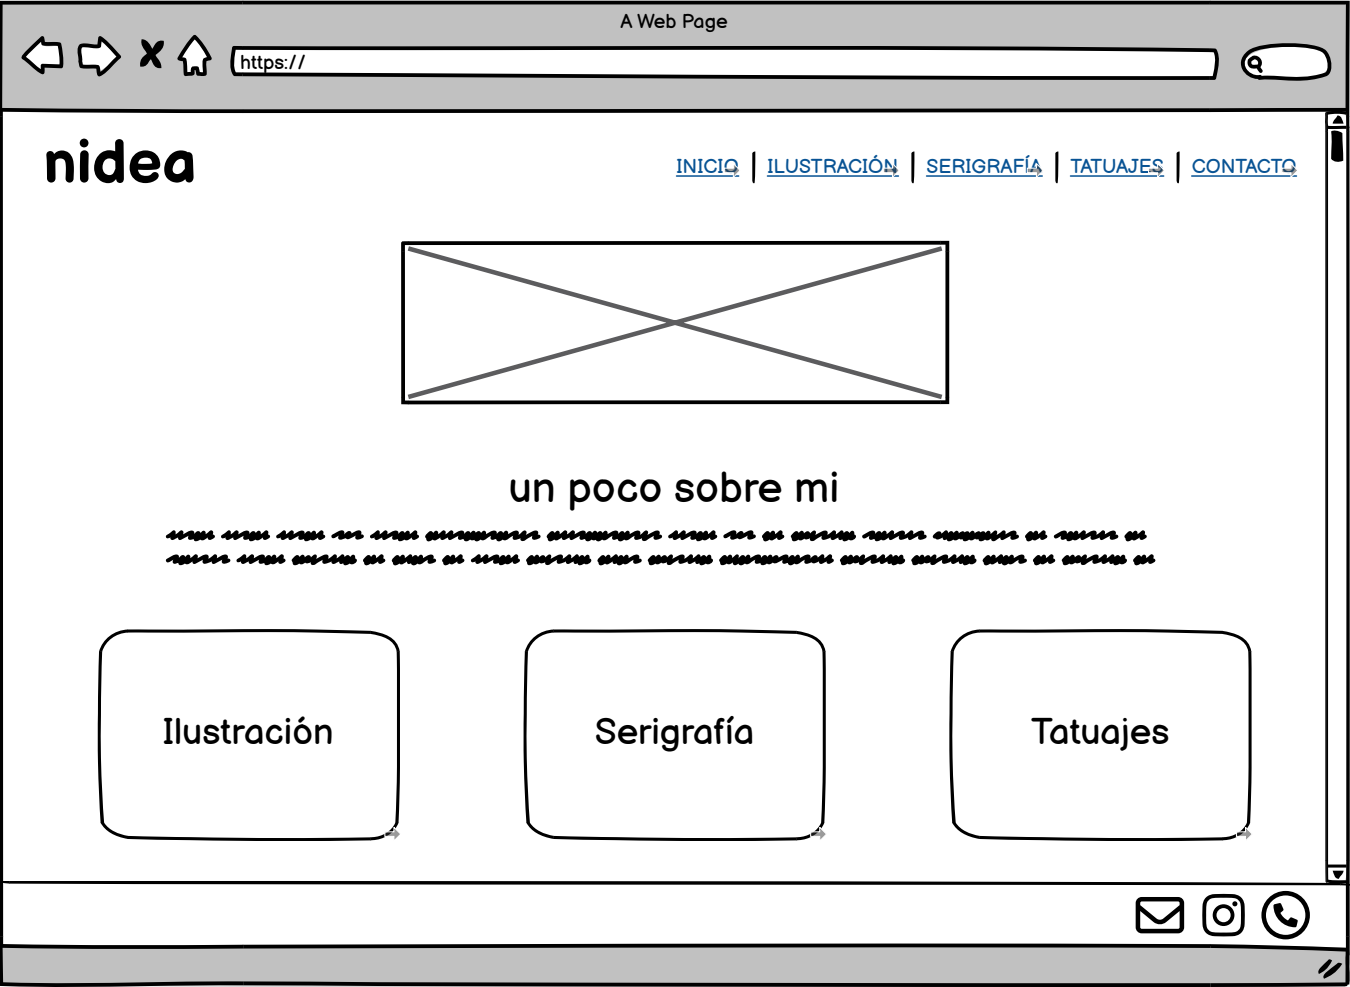 A Web Page
https://
nidea
INICIO | ILUSTRACIÓN | SERIGRAFÍA | TATUAJES | CONTACTO
un poco sobre mi
Ilustración
Serigrafía
Tatuajes